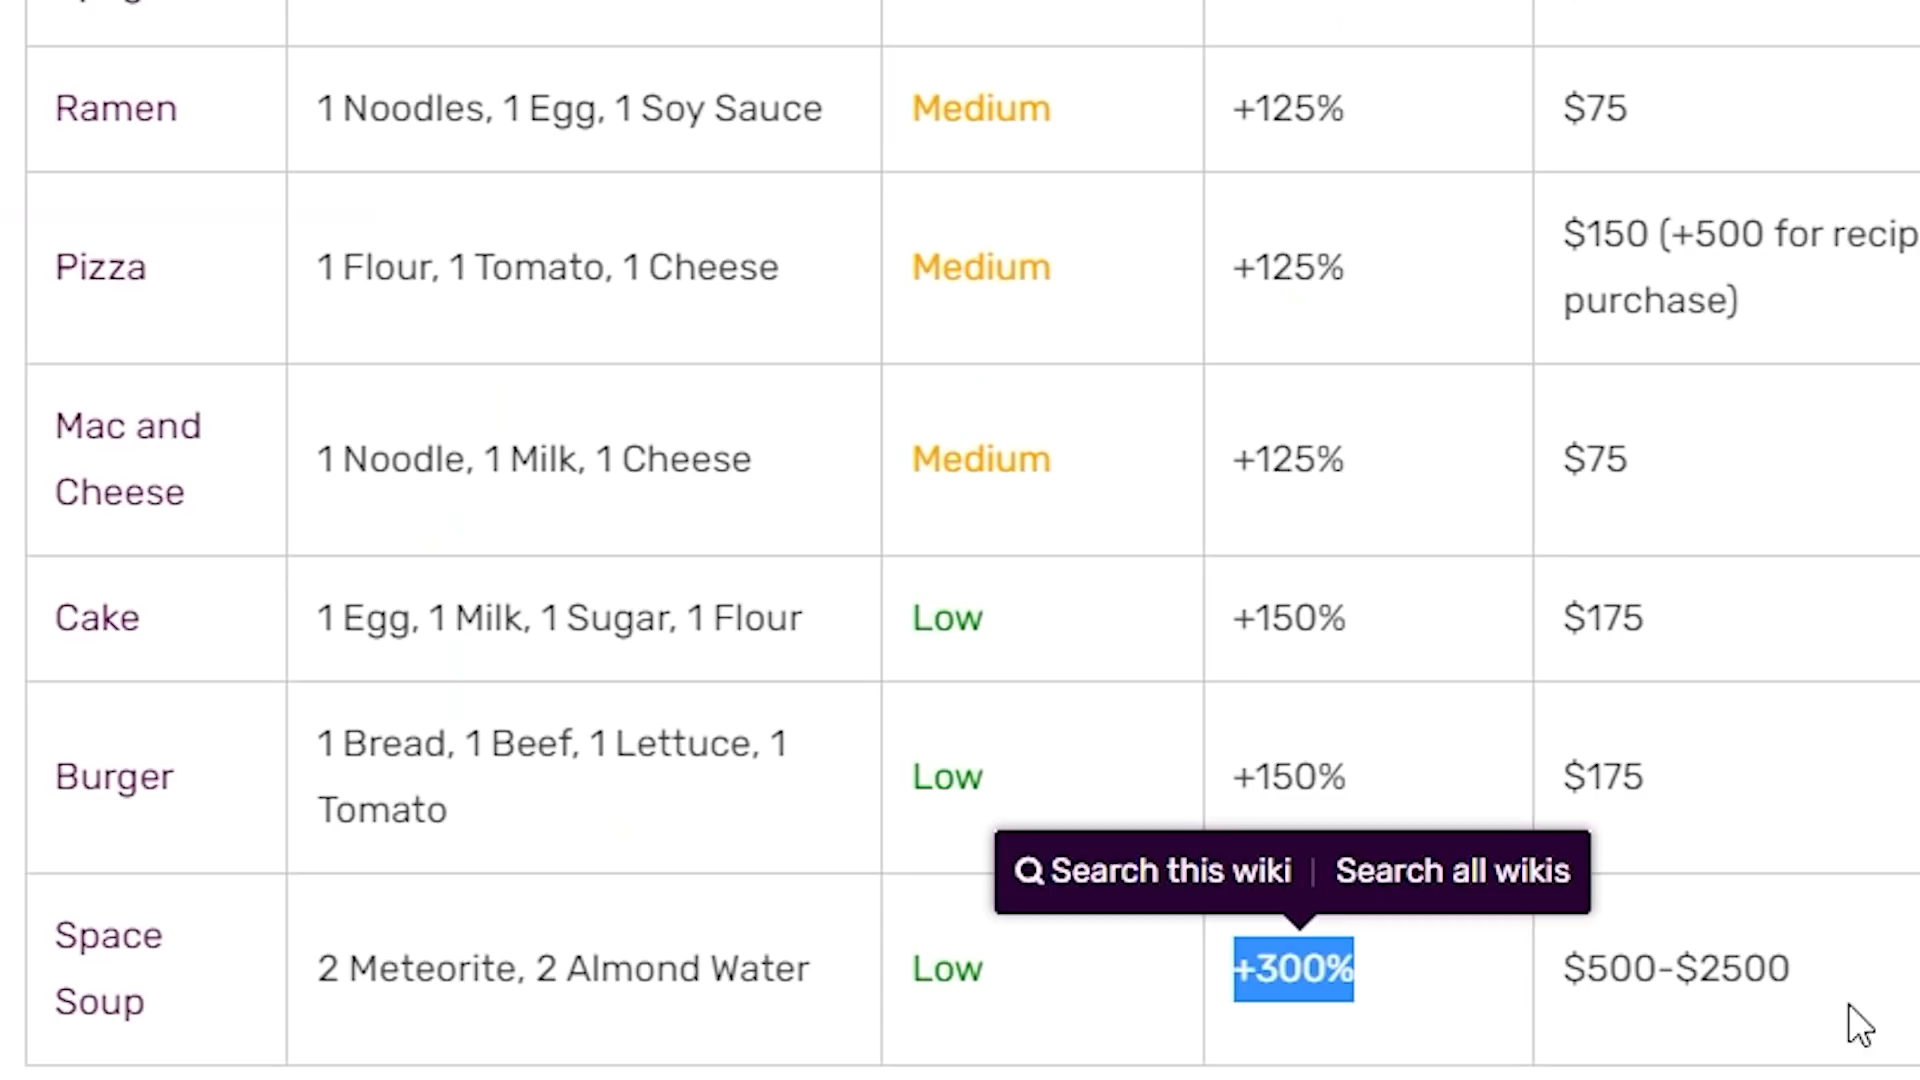 Ramen
1 Noodles, 1 Egg, 1 Soy Sauce
Medium
+125%
$75
Pizza
1 Flour, 1 Tomato, 1 Cheese
Medium
+125%
$150 (+500 for recip
purchase)
Mac and
Cheese
1 Noodle, 1 Milk, 1 Cheese
Medium
+125%
$75
Cake
1 Egg, 1 Milk, 1 Sugar, 1 Flour
Low
+150%
$175
Burger
1 Bread, 1 Beef, 1 Lettuce, 1
Tomato
Low
+150%
$175
Search this wiki | Search all wikis
Space
Soup
2 Meteorite, 2 Almond Water
Low
+300%
$500-$2500